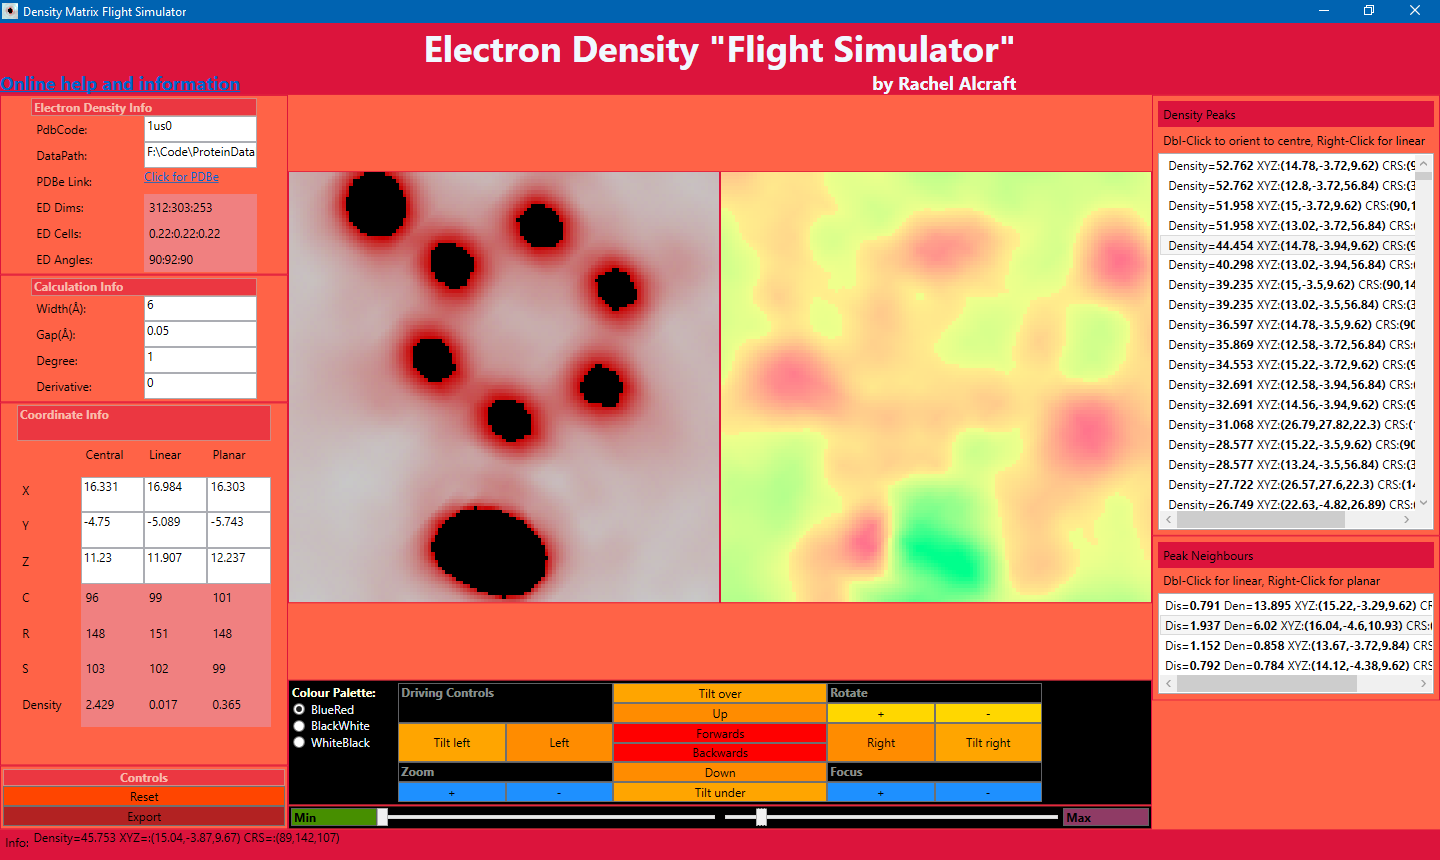 Density Matrix Flight Simulator
Electron Density "Flight Simulator"
Online help and information
by Rachel Alcraft
Electron Density Info
PdbCode: 1us0
DataPath: F:\Code\ProteinData
PDBe Link: Click for PDBe
ED Dims: 312:303:253
ED Cells: 0.22:0.22:0.22
ED Angles: 90:92:90
Calculation Info
Width(Å): 6
Gap(Å): 0.05
Degree: 1
Derivative: 0
Coordinate Info
Central Linear Planar
X 16.331 16.984 16.303
Y -4.75 -5.089 -5.743
Z 11.23 11.907 12.237
C 96 99 101
R 148 151 148
S 103 102 99
Density 2.429 0.017 0.365
Controls
Reset
Export
Colour Palette:
BlueRed
BlackWhite
WhiteBlack
Driving Controls
Tilt over
Rotate
Up
+ -
Tilt left
Left
Forwards
Backwards
Right
Tilt right
Zoom
Down
Focus
+ -
Tilt under
+ -
Min
Max
Density Peaks
Dbl-Click to orient to centre, Right-Click for linear
Density=52.762 XYZ:(14.78,-3.72,9.62) CRS:(9
Density=52.762 XYZ:(12.8,-3.72,56.84) CRS:(3
Density=51.958 XYZ:(15,-3.72,9.62) CRS:(90,1
Density=51.958 XYZ:(13.02,-3.72,56.84) CRS:(
Density=44.454 XYZ:(14.78,-3.94,9.62) CRS:(9
Density=40.298 XYZ:(13.02,-3.94,56.84) CRS:(
Density=39.235 XYZ:(15,-3.5,9.62) CRS:(90,14
Density=39.235 XYZ:(13.02,-3.5,56.84) CRS:(3
Density=36.597 XYZ:(14.78,-3.5,9.62) CRS:(90
Density=35.869 XYZ:(12.58,-3.72,56.84) CRS:(
Density=34.553 XYZ:(15.22,-3.72,9.62) CRS:(9
Density=32.691 XYZ:(12.58,-3.94,56.84) CRS:(
Density=32.691 XYZ:(14.56,-3.94,9.62) CRS:(9
Density=31.068 XYZ:(26.79,27.82,22.3) CRS:(1
Density=28.577 XYZ:(15.22,-3.5,9.62) CRS:(90
Density=28.577 XYZ:(13.24,-3.5,56.84) CRS:(3
Density=27.722 XYZ:(26.57,27.6,22.3) CRS:(14
Density=26.749 XYZ:(22.63,-4.82,26.89) CRS:(
Peak Neighbours
Dbl-Click for linear, Right-Click for planar
Dis=0.791 Den=13.895 XYZ:(15.22,-3.29,9.62) CF
Dis=1.937 Den=6.02 XYZ:(16.04,-4.6,10.93) CRS:(
Dis=1.152 Den=0.858 XYZ:(13.67,-3.72,9.84) CRS
Dis=0.792 Den=0.784 XYZ:(14.12,-4.38,9.62) CRS
Info: Density=45.753 XYZ=:(15.04,-3.87,9.67) CRS=:(89,142,107)